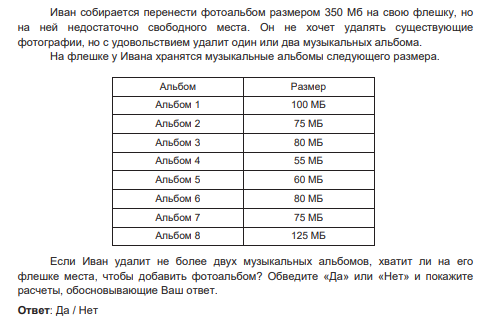 Иван собирается перенести фотоальбом размером 350 Мб на свою флешку, но
на ней недостаточно свободного места. Он не хочет удалять существующие
фотографии, но с удовольствием удалит один или два музыкальных альбома.
На флешке у Ивана хранятся музыкальные альбомы следующего размера.
Альбом Размер
Альбом 1 100 МБ
Альбом 2 75 МБ
Альбом 3 80 МБ
Альбом 4 55 МБ
Альбом 5 60 МБ
Альбом 6 80 МБ
Альбом 7 75 МБ
Альбом 8 125 МБ
Если Иван удалит не более двух музыкальных альбомов, хватит ли на его
флешке места, чтобы добавить фотоальбом? Обведите «Да» или «Нет» и покажите
расчеты, обосновывающие Ваш ответ.
Ответ: Да / Нет